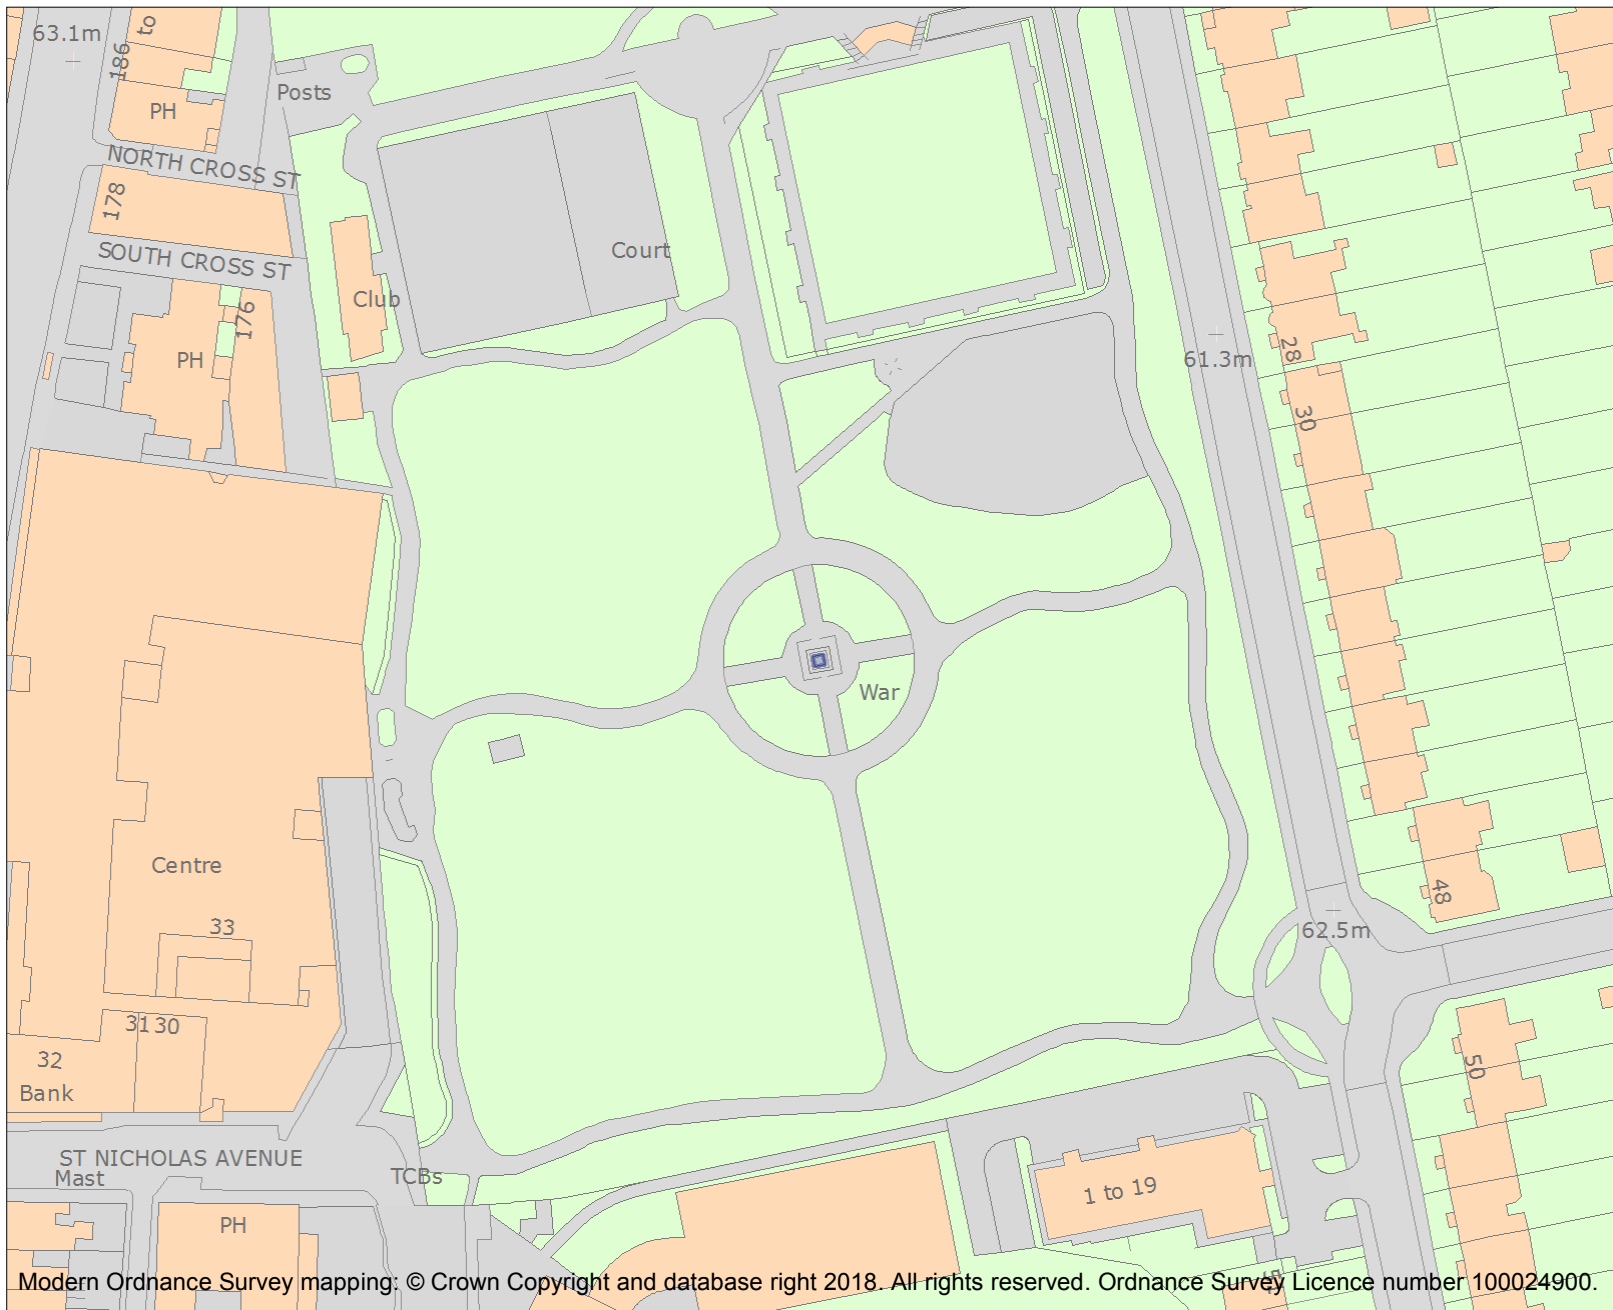 63.1m
186
to
PH
Posts
NORTH CROSS ST
178
SOUTH CROSS ST
Court
Club
176
PH
61.3m
28
30
War
Centre
33
48
62.5m
31
30
32
Bank
50
ST NICHOLAS AVENUE
Mast
TCBs
1 to 19
PH
Modern Ordnance Survey mapping: © Crown Copyright and database right 2018. All rights reserved. Ordnance Survey Licence number 100024900.